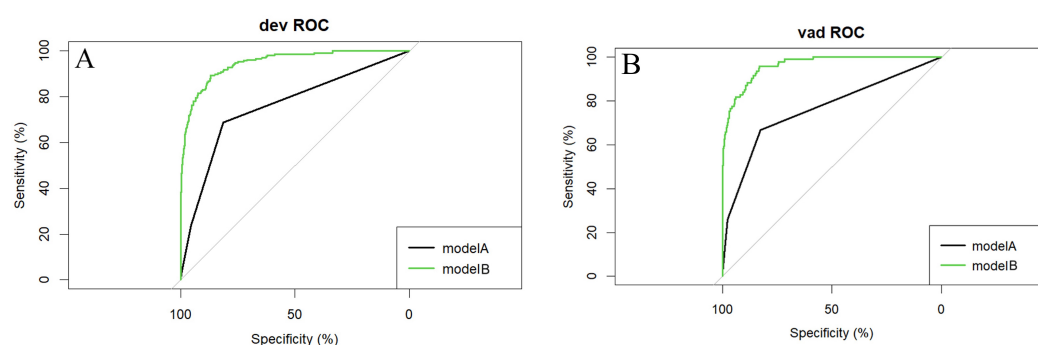 dev ROC
A
Sensitivity (%)
100
80
60
40
20
0
modelA
modelB
100
50
0
Specificity (%)
vad ROC
B
Sensitivity (%)
100
80
60
40
20
0
modelA
modelB
100
50
0
Specificity (%)